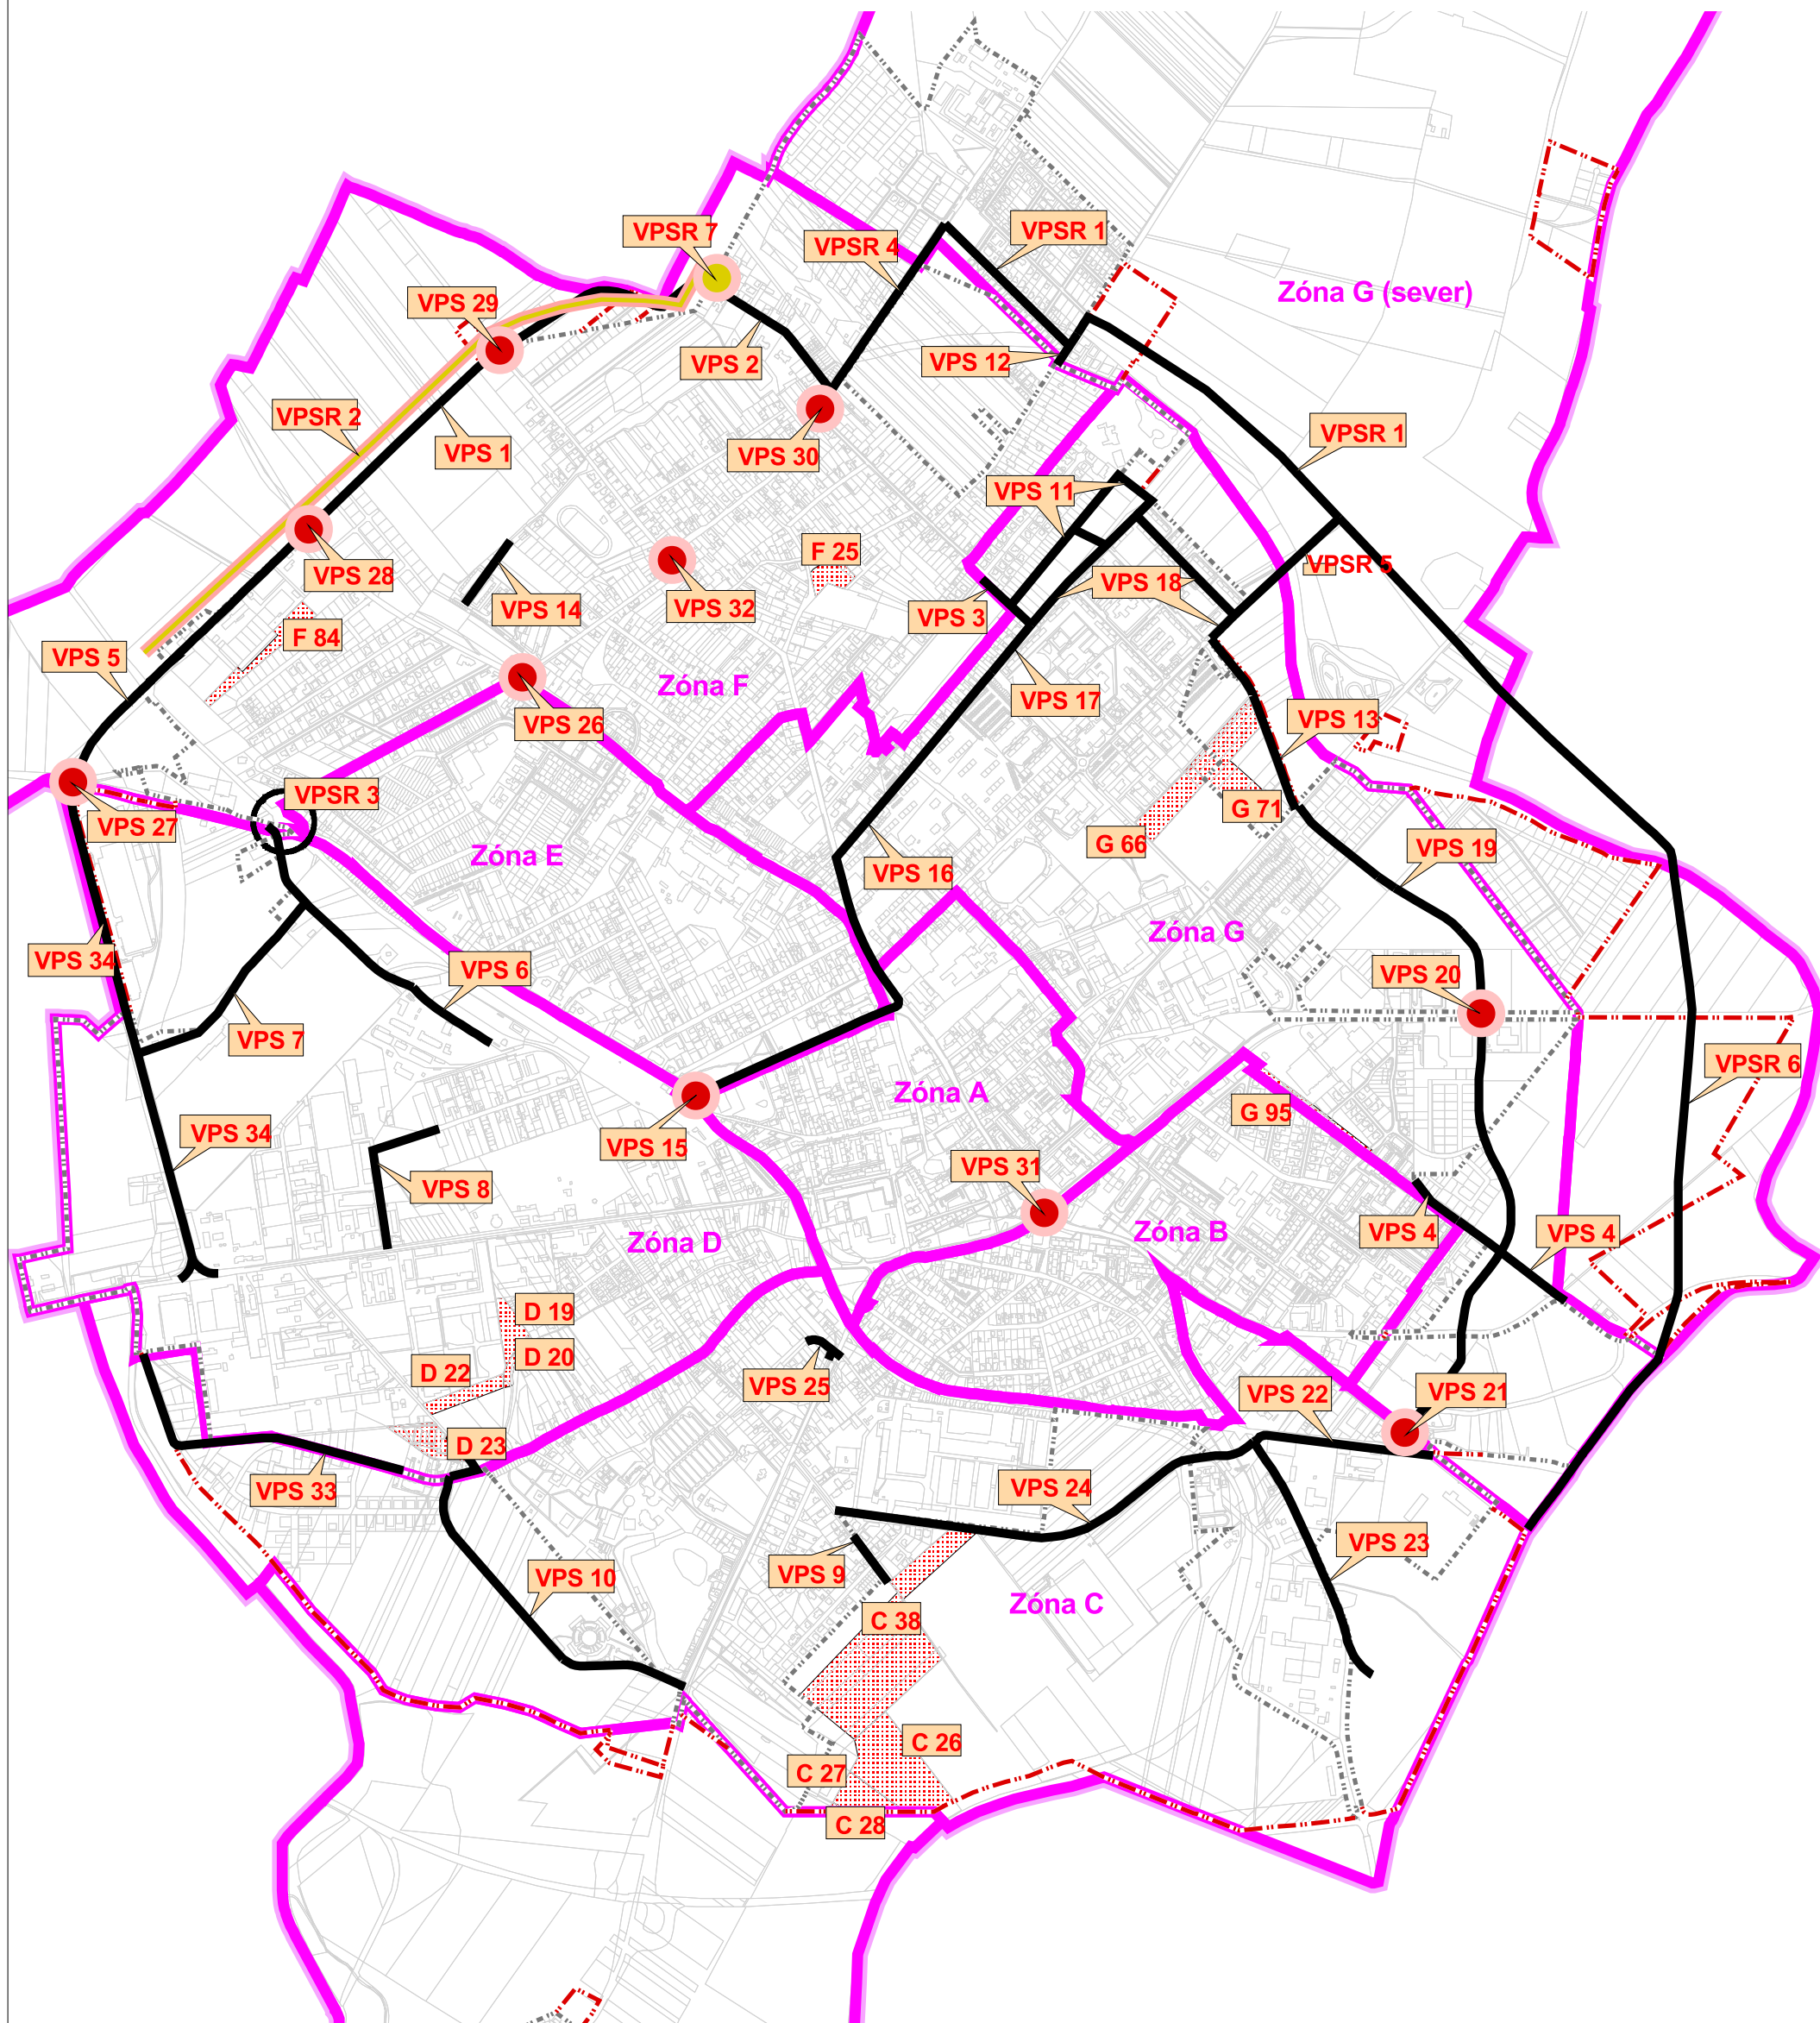 VPSR 7
VPSR 4
VPSR 1
Zóna G (sever)
VPS 29
VPS 2
VPS 12
VPSR 2
VPS 1
VPS 30
VPSR 1
VPS 11
F 25
VPS 28
VPS 14
VPS 32
VPS 18
VPSR 5
VPS 3
F 84
VPS 5
Zóna F
VPS 17
VPS 26
VPS 13
VPSR 3
VPS 27
G 71
G 66
VPS 19
Zóna E
VPS 16
Zóna G
VPS 34
VPS 6
VPS 20
VPS 7
VPSR 6
Zóna A
G 95
VPS 34
VPS 15
VPS 31
VPS 8
Zóna D
Zóna B
VPS 4
VPS 4
D 19
D 20
D 22
VPS 25
VPS 22
VPS 21
D 23
VPS 33
VPS 24
VPS 23
VPS 10
VPS 9
Zóna C
C 38
C 26
C 27
C 28